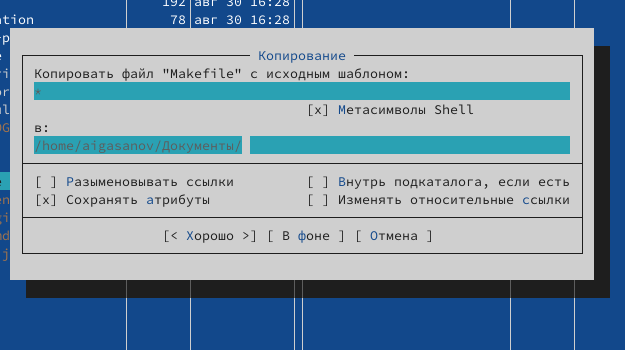 192 авг 30 16:28
ation 78 авг 30 16:28
-p
Копирование
Копировать файл "Makefile" с исходным шаблоном:
*
[x] Метасимволы Shell
в:
/home/aigasanov/Документы/
[ ] Разыменовывать ссылки [ ] Внутрь подкаталога, если есть
[x] Сохранять атрибуты [ ] Изменять относительные ссылки
[< Хорошо >] [ В фоне ] [ Отмена ]